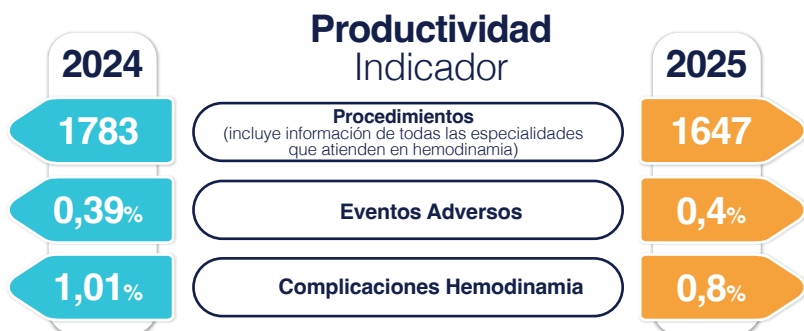 Productividad
Indicador
2024
2025
1783
Procedimientos
(incluye información de todas las especialidades
que atienden en hemodinamia)
1647
0,39%
Eventos Adversos
0,4%
1,01%
Complicaciones Hemodinamia
0,8%